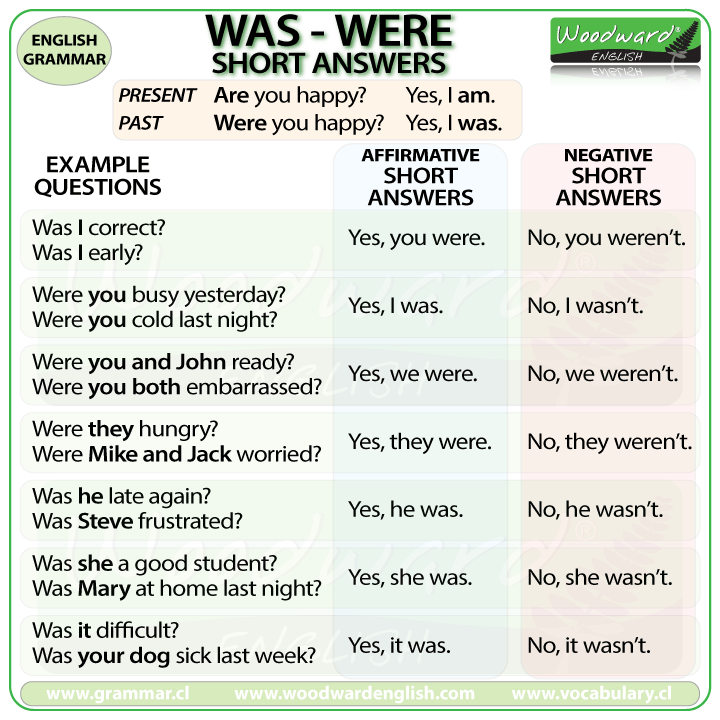 ENGLISH
GRAMMAR
WAS - WERE
SHORT ANSWERS
Woodward®
ENGLISH
PRESENT Are you happy? Yes, I am.
PAST Were you happy? Yes, I was.
EXAMPLE
QUESTIONS
AFFIRMATIVE
SHORT
ANSWERS
NEGATIVE
SHORT
ANSWERS
Was I correct?
Was I early?
Yes, you were.
No, you weren't.
Were you busy yesterday?
Were you cold last night?
Yes, I was.
No, I wasn't.
Were you and John ready?
Were you both embarrassed?
Yes, we were.
No, we weren't.
Were they hungry?
Were Mike and Jack worried?
Yes, they were.
No, they weren't.
Was he late again?
Was Steve frustrated?
Yes, he was.
No, he wasn't.
Was she a good student?
Was Mary at home last night?
Yes, she was.
No, she wasn't.
Was it difficult?
Was your dog sick last week?
Yes, it was.
No, it wasn't.
www.grammar.cl www.woodwardenglish.com www.vocabulary.cl